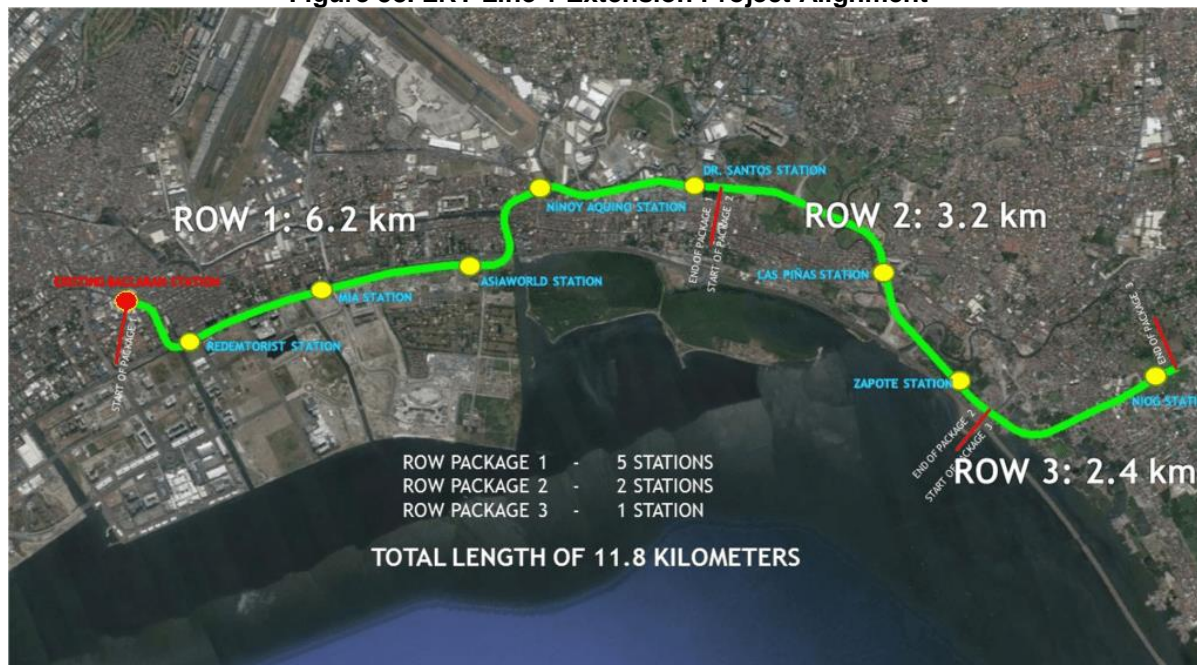 Figure LRT Line 1 Extension Project Alignment
DR. SANTOS STATION
NINOY AQUINO STATION
ROW 1: 6.2 km
ROW 2: 3.2 km
END OF PACKAGE 1
START OF PACKAGE 2
EXISTING BACLARAN STATION
MIA STATION
ASIAWORLD STATION
LAS PIÑAS STATION
REDEMTORIST STATION
START OF PACKAGE
END OF PACKAGE 3
ZAPOTE STATION
NIOG STATI
END OF PACKAGE 2
START OF PACKAGE 3
ROW 3: 2.4 km
ROW PACKAGE 1 - 5 STATIONS
ROW PACKAGE 2 - 2 STATIONS
ROW PACKAGE 3 - 1 STATION
TOTAL LENGTH OF 11.8 KILOMETERS